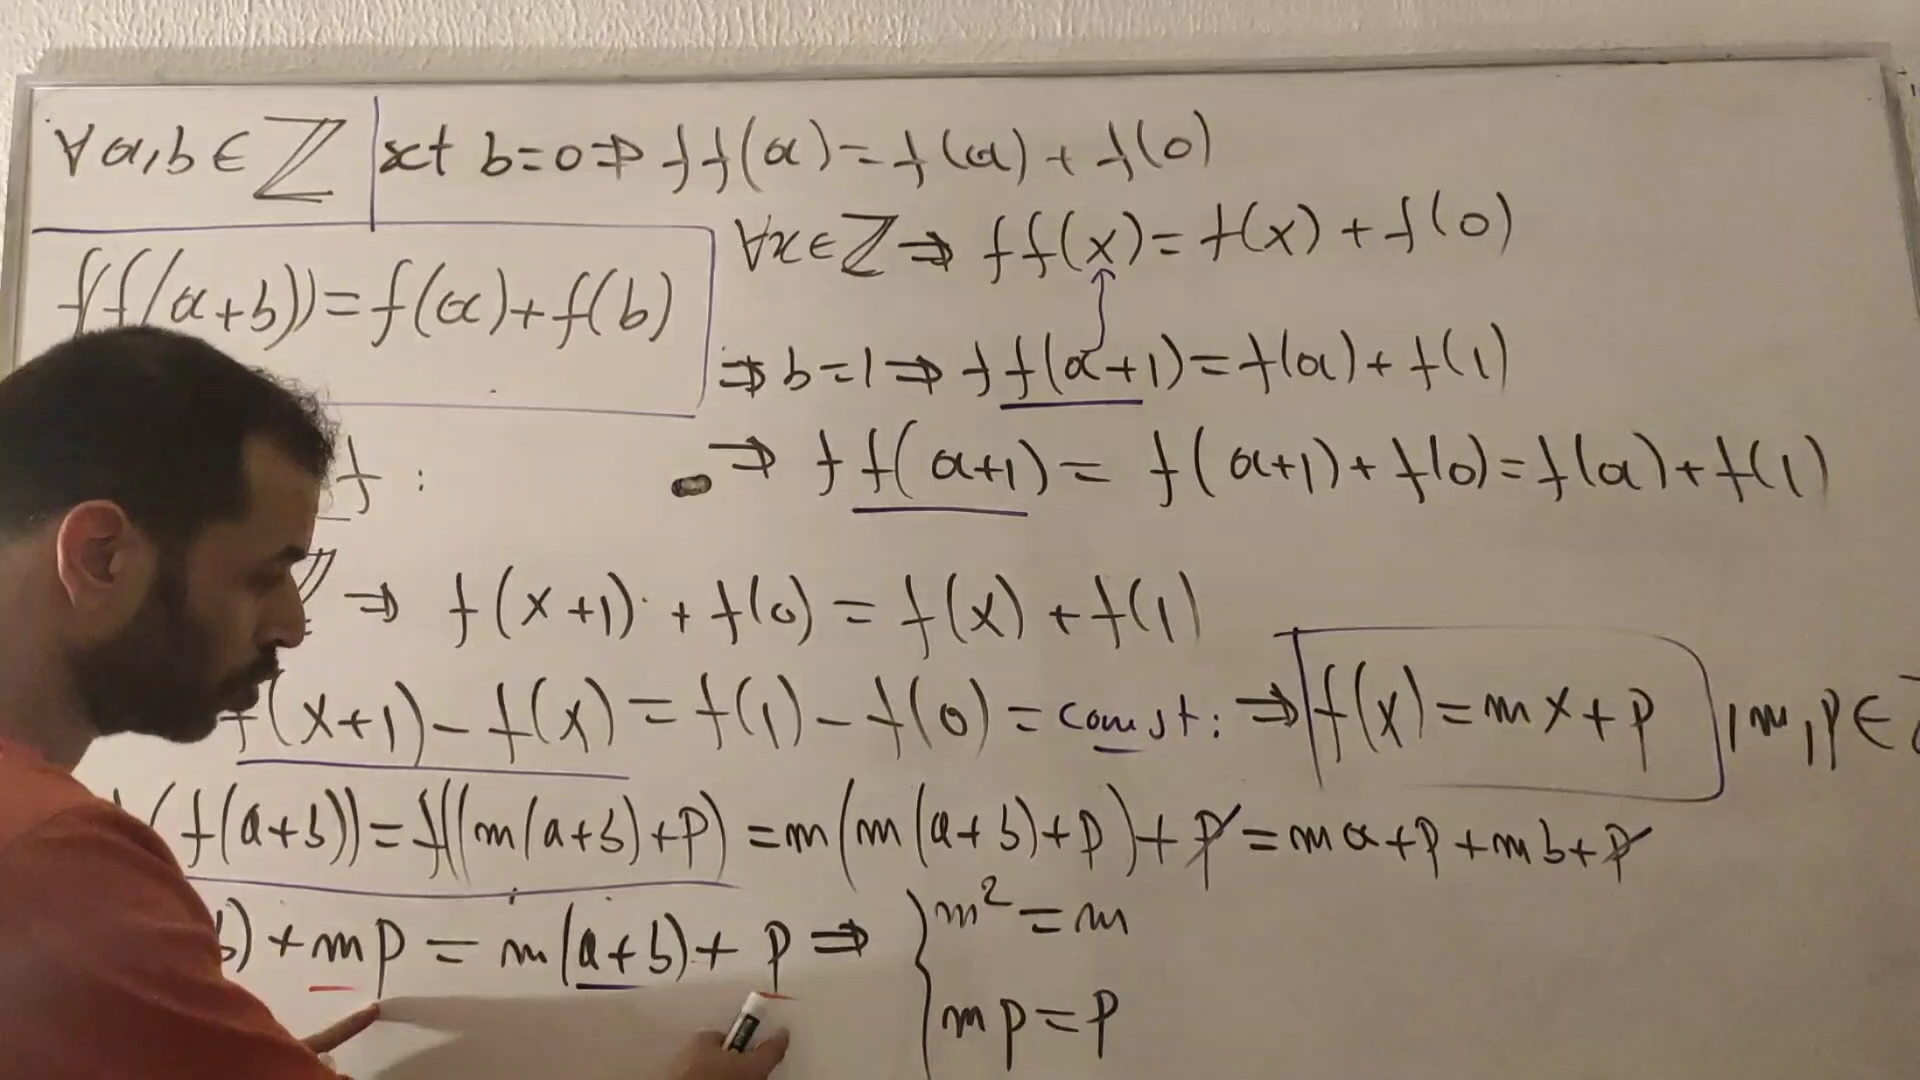 ∀a,b∈ℤ | set b=0⇒ ff(a)=f(a)+f(0)
∀x∈ℤ⇒ ff(x)=f(x)+f(0)
f(f(a+b))=f(a)+f(b)
⇒b=1⇒ ff(a+1)=f(a)+f(1)
f :
⇒ ff(a+1)= f(a+1)+f(0)=f(a)+f(1)
⇒ f(x+1)+f(0)=f(x)+f(1)
f(x+1)-f(x)=f(1)-f(0)=const: ⇒ f(x)=mx+p , m,p∈
(f(a+b))=f((m(a+b)+p)=m(m(a+b)+p)+p=ma+p+mb+p
b)+mp=m(a+b)+p⇒ { m²=m
mp=p